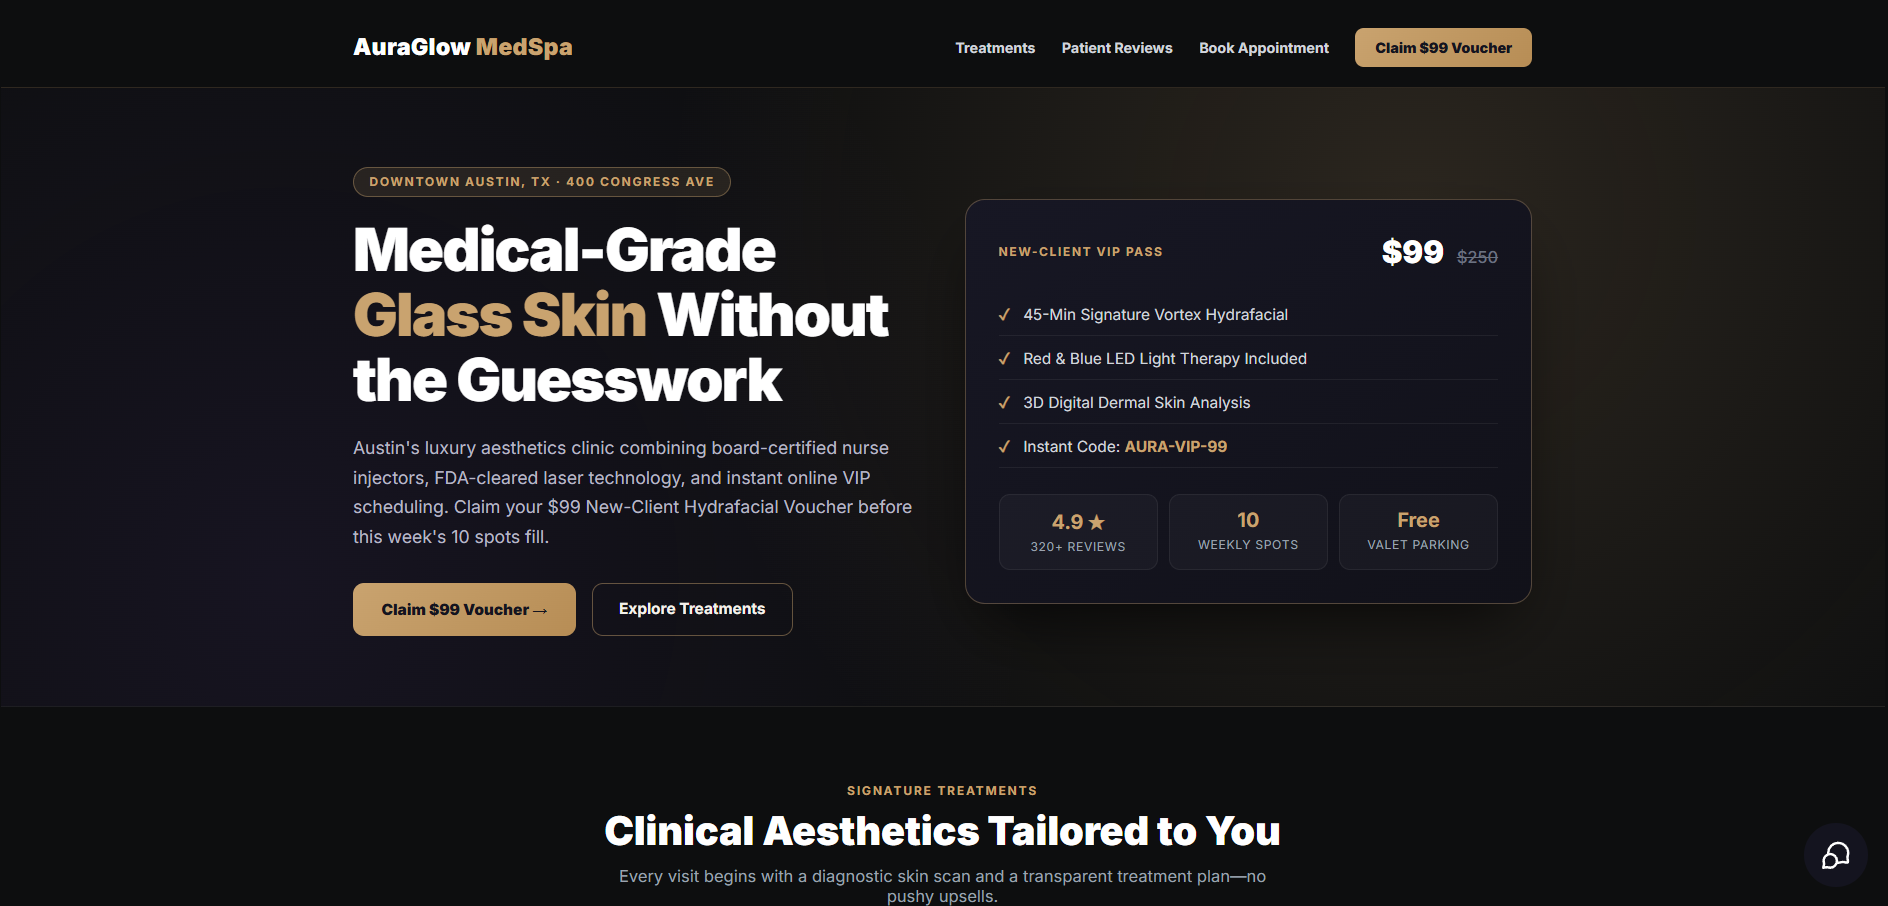 AuraGlow MedSpa
Treatments
Patient Reviews
Book Appointment
Claim $99 Voucher
DOWNTOWN AUSTIN, TX · 400 CONGRESS AVE
Medical-Grade
Glass Skin Without
the Guesswork
Austin's luxury aesthetics clinic combining board-certified nurse
injectors, FDA-cleared laser technology, and instant online VIP
scheduling. Claim your $99 New-Client Hydrafacial Voucher before
this week's 10 spots fill.
Claim $99 Voucher →
Explore Treatments
NEW-CLIENT VIP PASS
$99 $250
✓ 45-Min Signature Vortex Hydrafacial
✓ Red & Blue LED Light Therapy Included
✓ 3D Digital Dermal Skin Analysis
✓ Instant Code: AURA-VIP-99
4.9 ★
320+ REVIEWS
10
WEEKLY SPOTS
Free
VALET PARKING
SIGNATURE TREATMENTS
Clinical Aesthetics Tailored to You
Every visit begins with a diagnostic skin scan and a transparent treatment plan—no
pushy upsells.